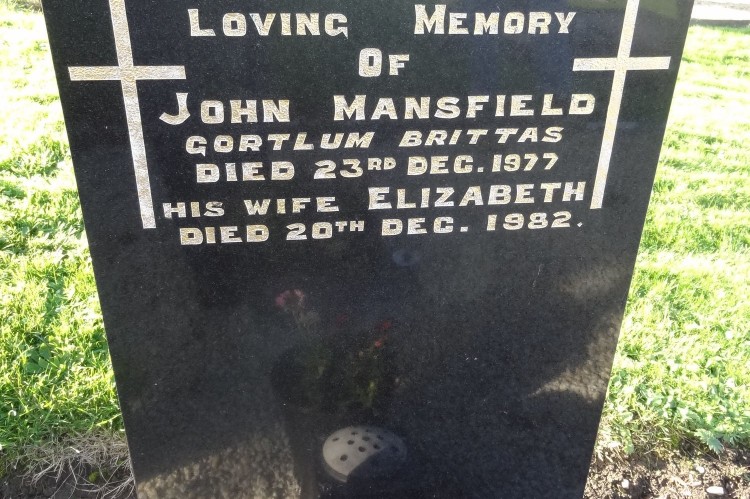 LOVING MEMORY
OF
JOHN MANSFIELD
GORTLUM BRITTAS
DIED 23RD DEC. 1977
HIS WIFE ELIZABETH
DIED 20TH DEC. 1982.